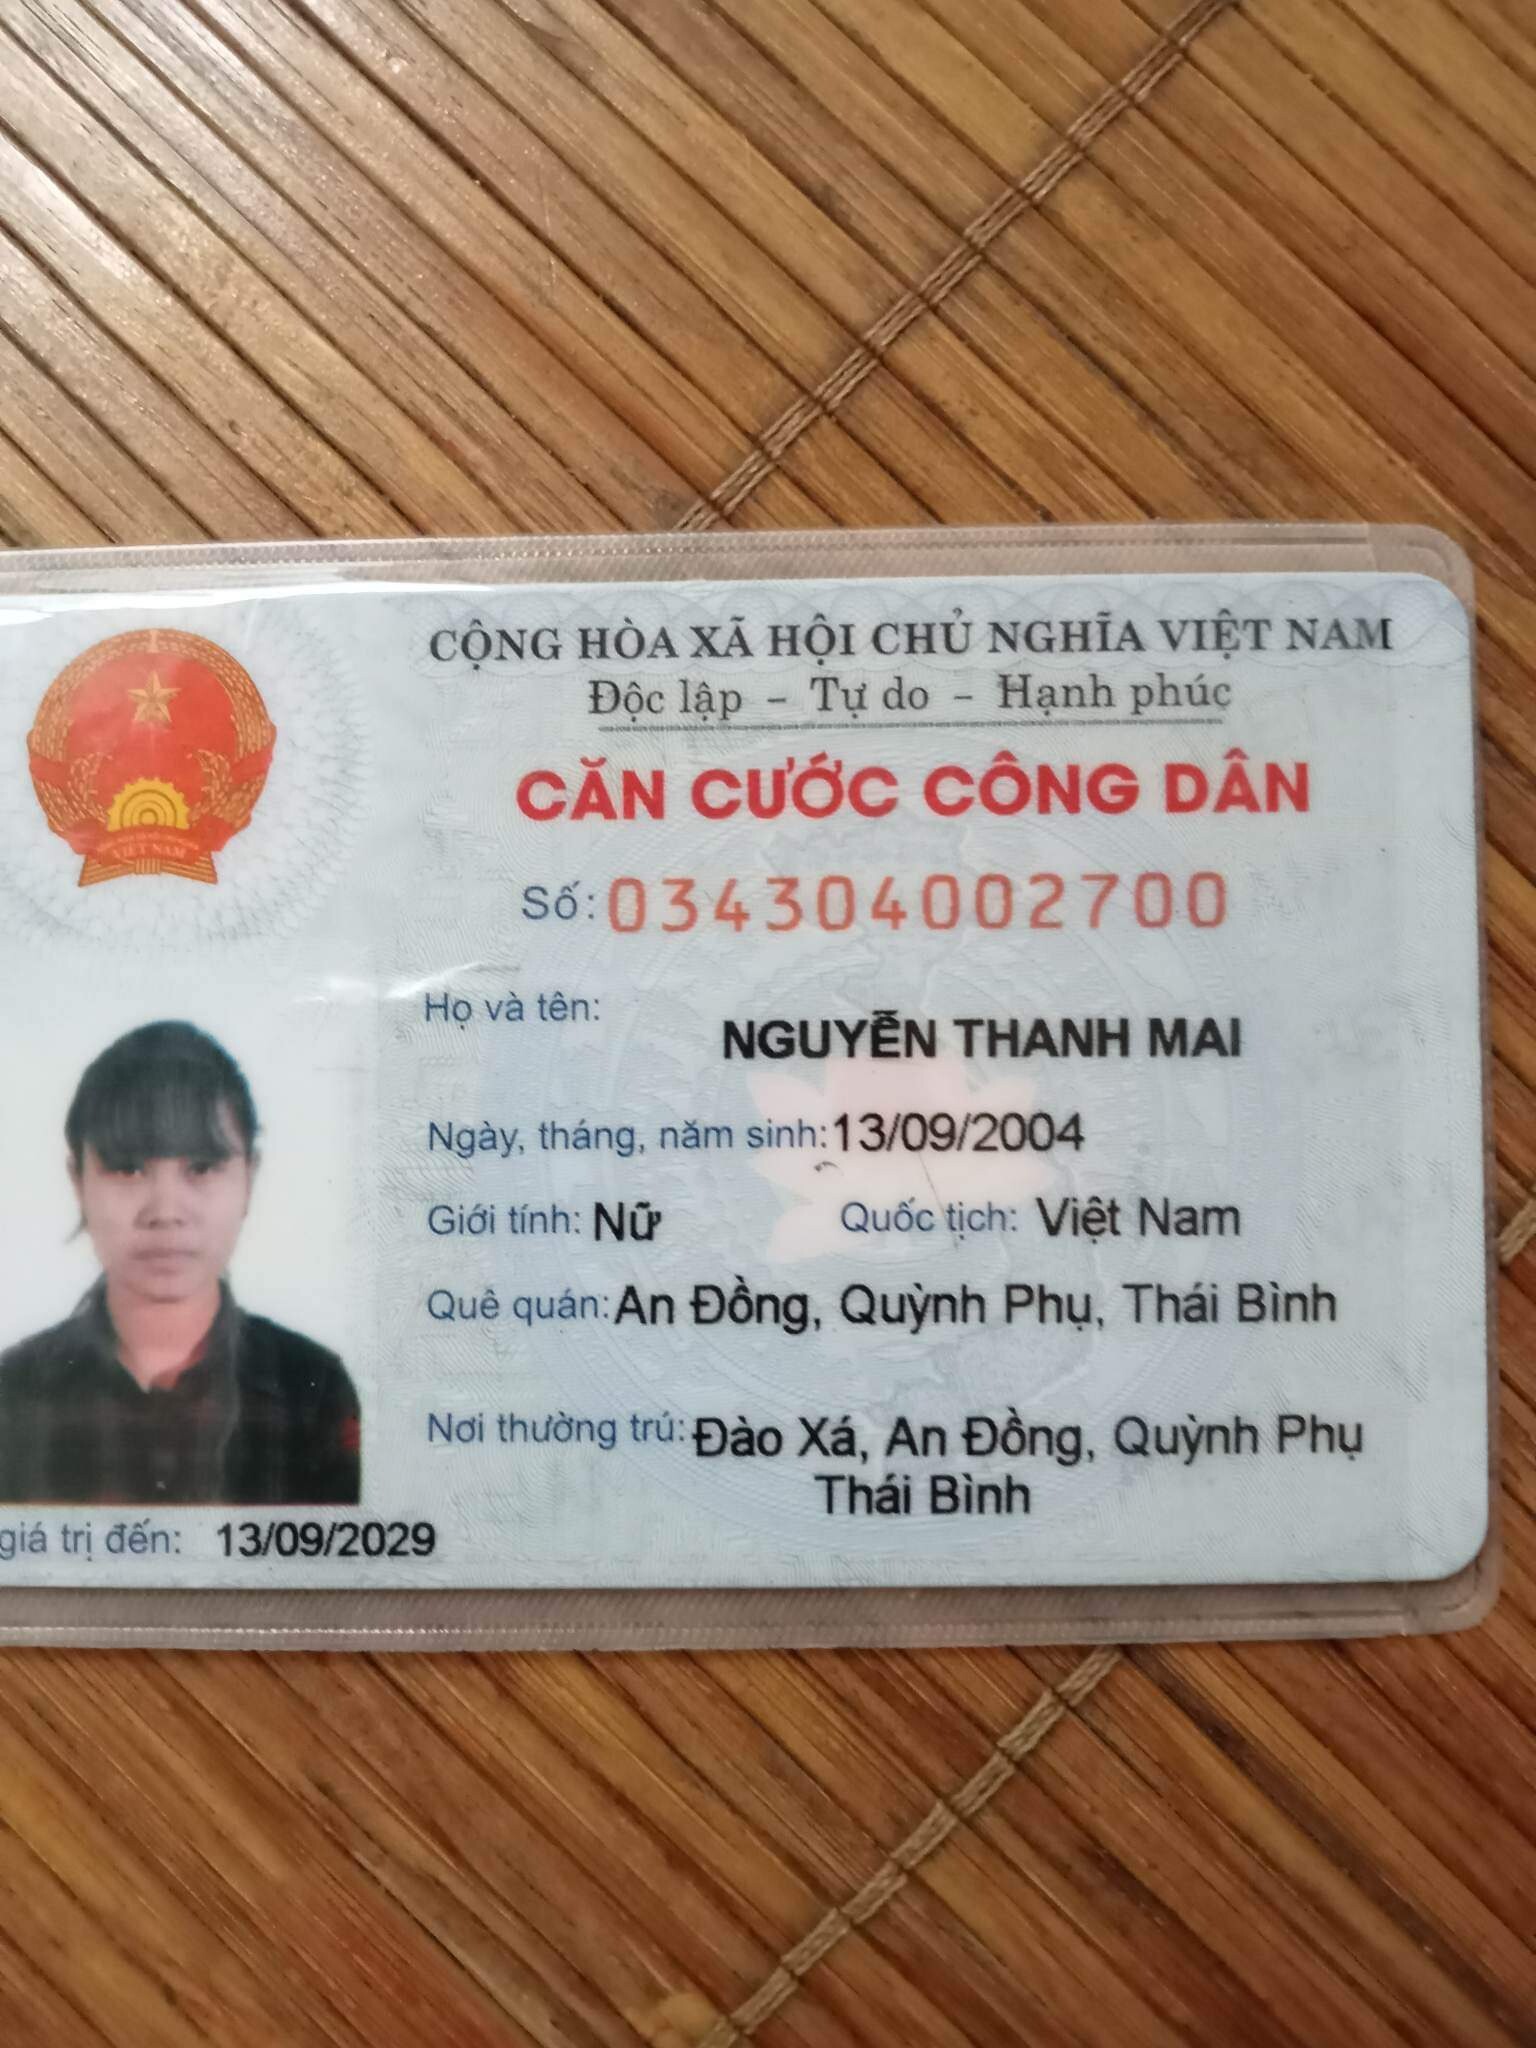 CỘNG HÒA XÃ HỘI CHỦ NGHĨA VIỆT NAM
Độc lập - Tự do - Hạnh phúc
CĂN CƯỚC CÔNG DÂN
Số: 034304002700
Họ và tên:
NGUYỄN THANH MAI
Ngày, tháng, năm sinh: 13/09/2004
Giới tính: Nữ Quốc tịch: Việt Nam
Quê quán: An Đồng, Quỳnh Phụ, Thái Bình
Nơi thường trú: Đào Xá, An Đồng, Quỳnh Phụ
Thái Bình
giá trị đến: 13/09/2029
VIỆT NAM